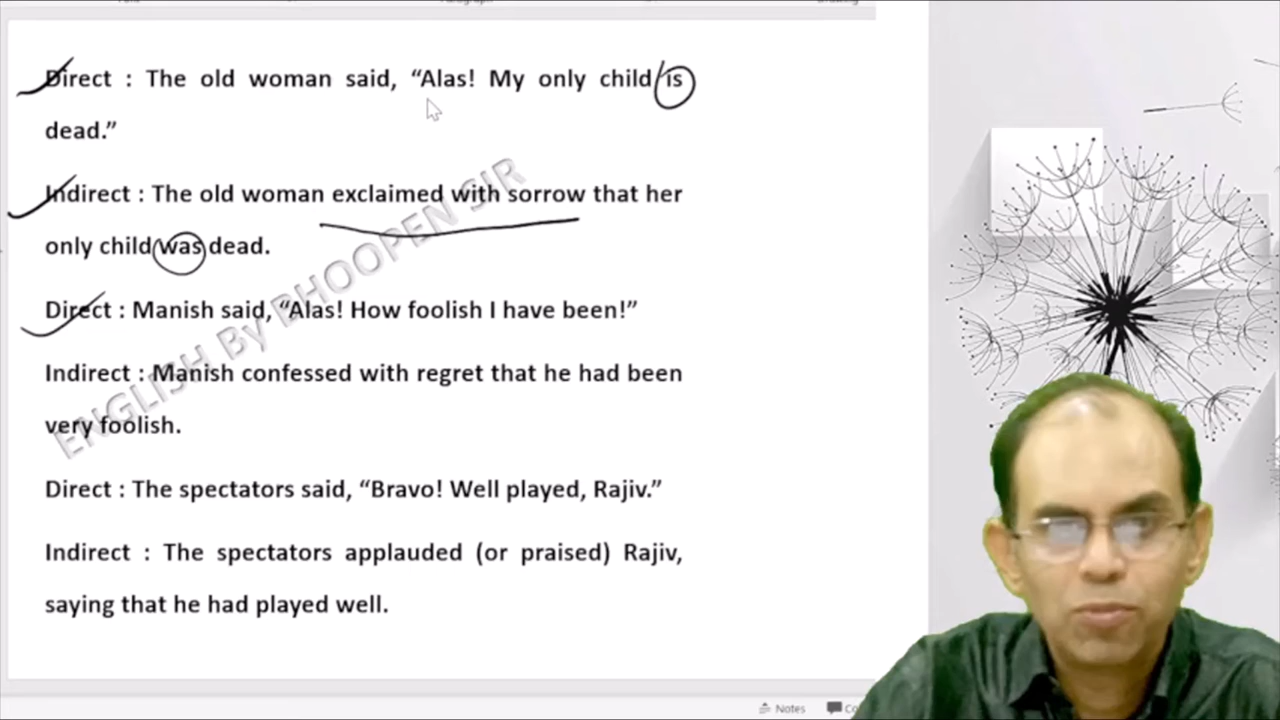 Direct : The old woman said, “Alas! My only child is
dead.”
Indirect : The old woman exclaimed with sorrow that her
only child was dead.
Direct : Manish said, “Alas! How foolish I have been!”
Indirect : Manish confessed with regret that he had been
very foolish.
Direct : The spectators said, “Bravo! Well played, Rajiv.”
Indirect : The spectators applauded (or praised) Rajiv,
saying that he had played well.
ENGLISH By BHOOPEN SIR
Notes